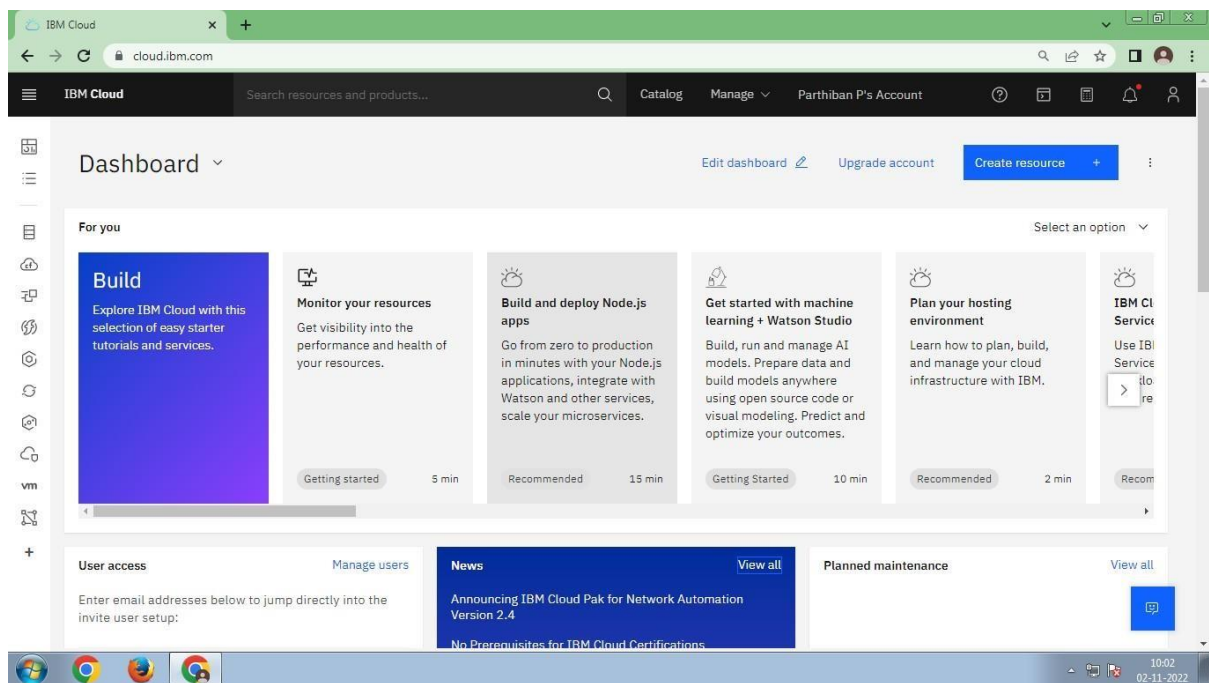 IBM Cloud
cloud.ibm.com
IBM Cloud
Search resources and products...
Catalog
Manage
Parthiban P's Account
Dashboard
Edit dashboard
Upgrade account
Create resource +
For you
Select an option
Build
Explore IBM Cloud with this
selection of easy starter
tutorials and services.
Monitor your resources
Get visibility into the
performance and health of
your resources.
Getting started
5 min
Build and deploy Node.js
apps
Go from zero to production
in minutes with your Node.js
applications, integrate with
Watson and other services,
scale your microservices.
Recommended
15 min
Get started with machine
learning + Watson Studio
Build, run and manage AI
models. Prepare data and
build models anywhere
using open source code or
visual modeling. Predict and
optimize your outcomes.
Getting Started
10 min
Plan your hosting
environment
Learn how to plan, build,
and manage your cloud
infrastructure with IBM.
Recommended
2 min
IBM Cl
Service
Use IBI
Service
re
Recom
vm
User access
Manage users
Enter email addresses below to jump directly into the
invite user setup:
News
View all
Announcing IBM Cloud Pak for Network Automation
Version 2.4
No Prerequisites for IBM Cloud Certifications
Planned maintenance
View all
10:02
02-11-2022